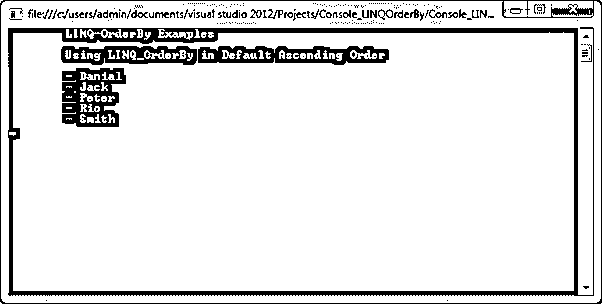 file:///c:/users/admin/documents/visual studio 2012/Projects/Console_LINQOrderBy/Console_LIN...
LINQ-OrderBy Examples
Using LINQ_OrderBy in Default Ascending Order
- Danial
- Jack
- Peter
- Rio
- Smith